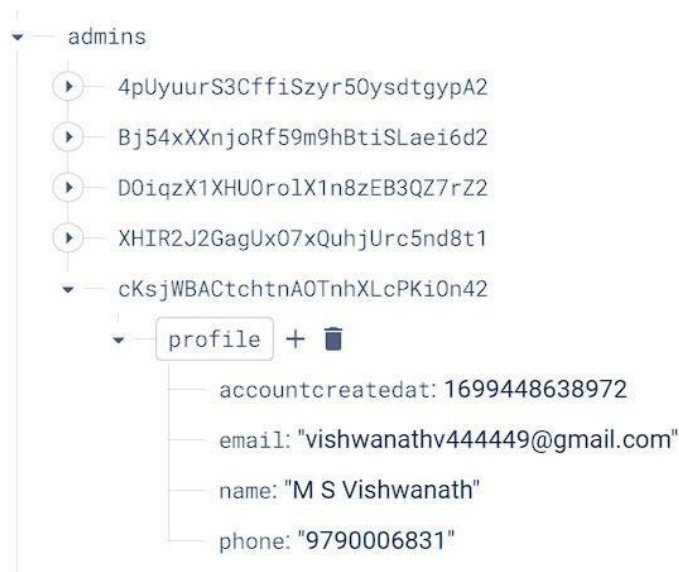 admins
4pUyuurS3CffiSzyr5OysdtgypA2
Bj54xXXnjoRf59m9hBtiSLaei6d2
DOiqzX1XHUOrolX1n8zEB3QZ7rZ2
XHIR2J2GagUxO7xQuhjUrc5nd8t1
cKsjWBACtchtnAOTnhXLcPKiOn42
profile +
accountcreatedat: 1699448638972
email: "vishwanathv444449@gmail.com"
name: "M S Vishwanath"
phone: "9790006831"